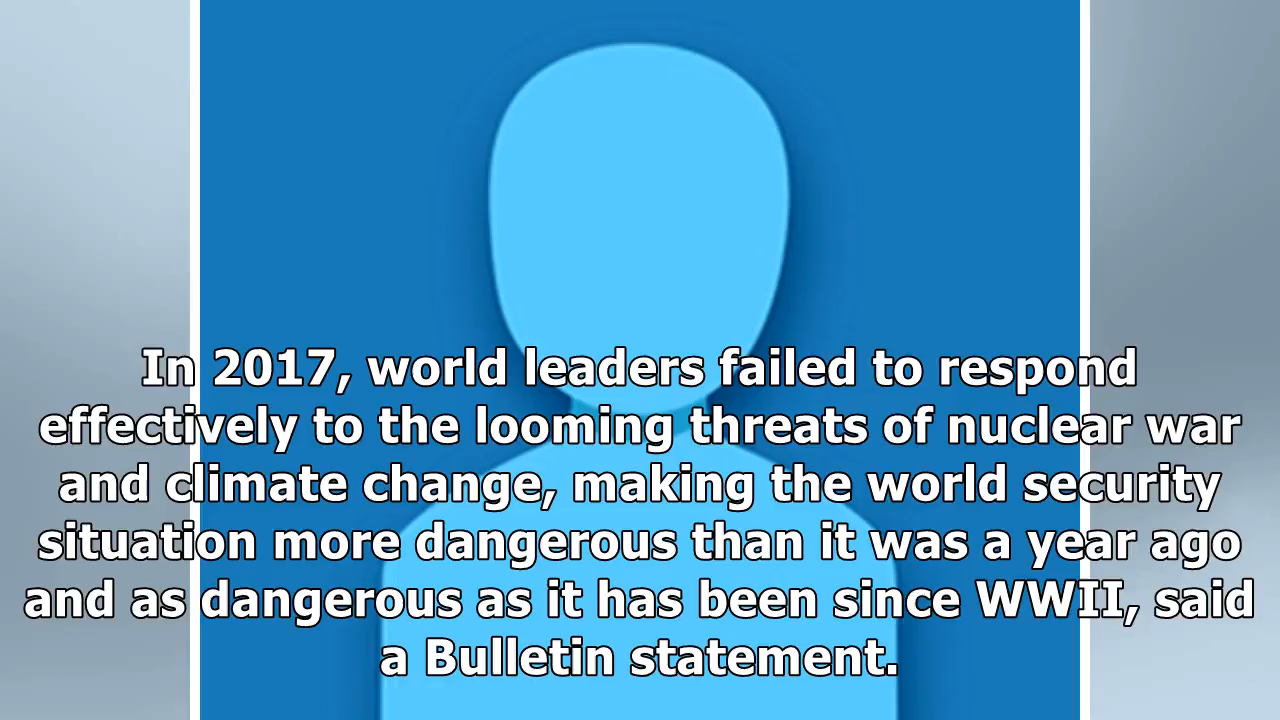 In 2017, world leaders failed to respond
effectively to the looming threats of nuclear war
and climate change, making the world security
situation more dangerous than it was a year ago
and as dangerous as it has been since WWII, said
a Bulletin statement.